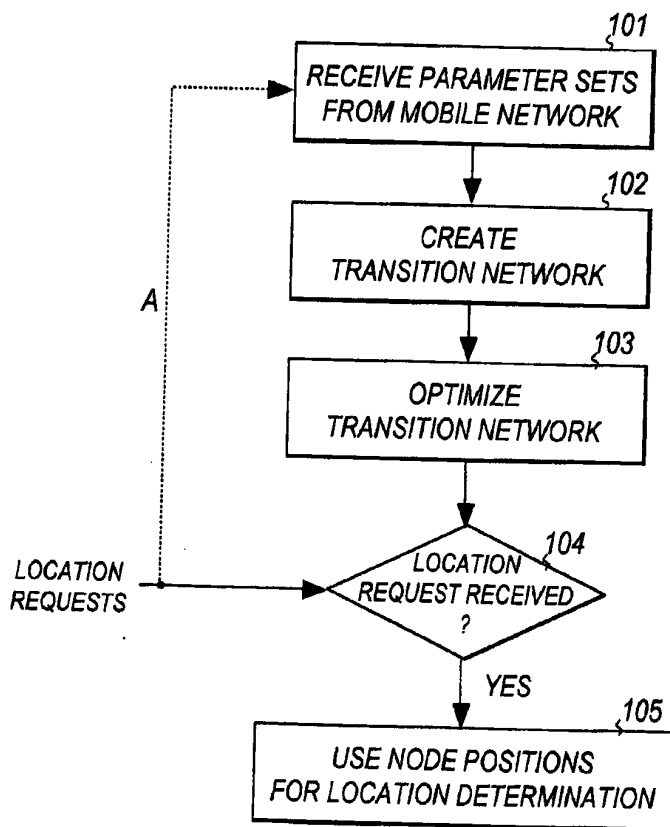 101
RECEIVE PARAMETER SETS
FROM MOBILE NETWORK
102
CREATE
TRANSITION NETWORK
A
103
OPTIMIZE
TRANSITION NETWORK
104
LOCATION
REQUEST RECEIVED
?
LOCATION
REQUESTS
YES
105
USE NODE POSITIONS
FOR LOCATION DETERMINATION